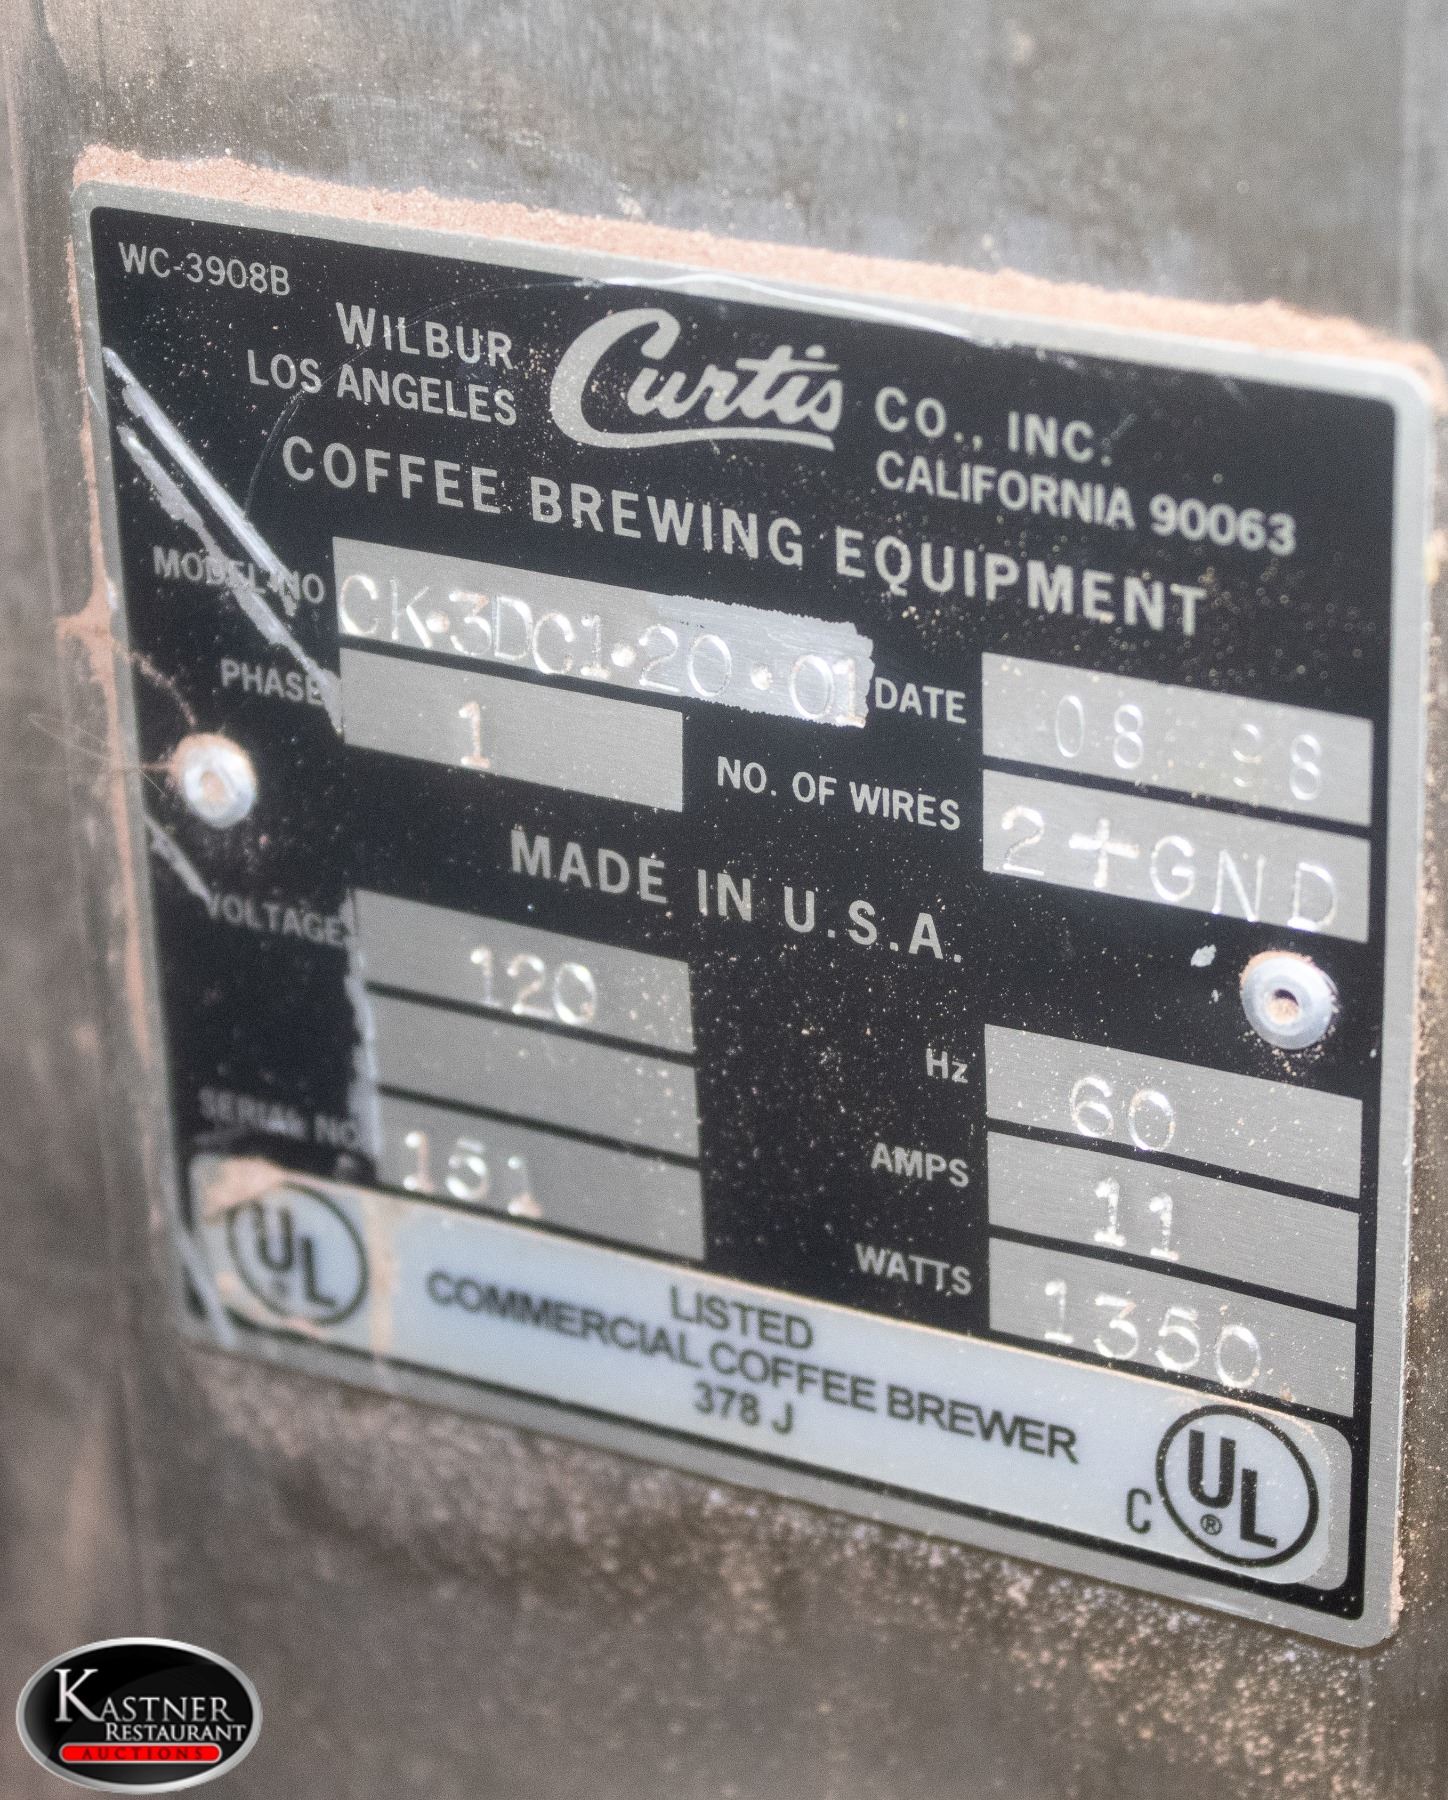 WC-3908B
WILBUR Curtis CO., INC.
LOS ANGELES CALIFORNIA 90063
COFFEE BREWING EQUIPMENT
MODEL NO CK·3DC1·20·01 DATE 08 98
PHASE 1 NO. OF WIRES 2+GND
MADE IN U.S.A.
VOLTAGE 120 Hz 60
AMPS 11
SERIAL NO 151 WATTS 1350
UL LISTED
COMMERCIAL COFFEE BREWER
378 J
C UL ®
KASTNER
RESTAURANT
AUCTIONS